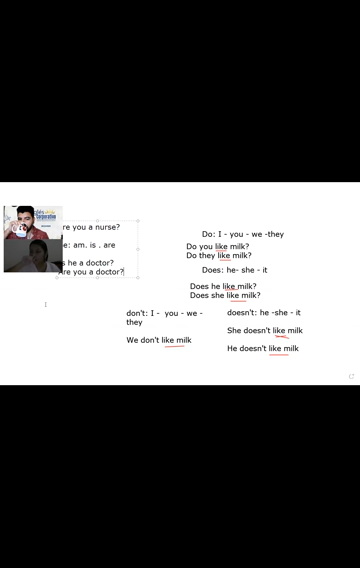 re you a nurse?
e: am. is . are
s he a doctor?
Are you a doctor?
Do: I - you - we -they
Do you like milk?
Do they like milk?
Does: he- she - it
Does he like milk?
Does she like milk?
don't: I - you - we -
they
We don't like milk
doesn't: he -she - it
She doesn't like milk
He doesn't like milk